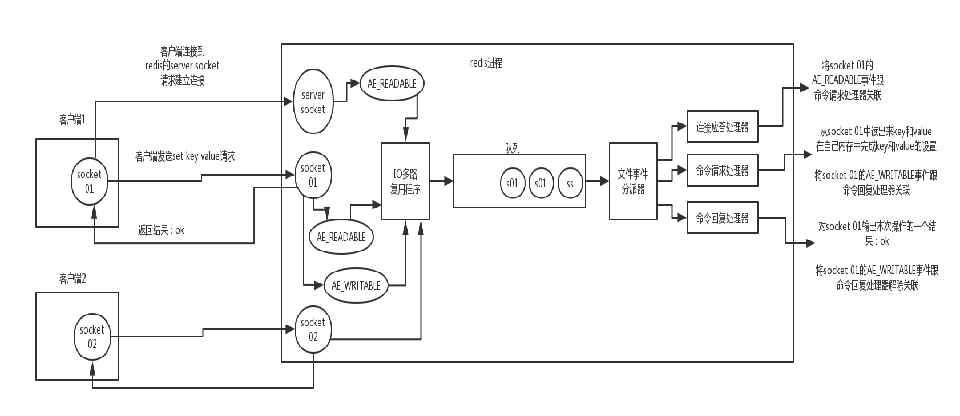 客户端连接到
redis的server socket
请求建立连接
redis进程
server
socket
AE_READABLE
客户端1
socket
01
客户端发送set key value请求
返回结果：ok
socket
01
AE_READABLE
AE_WRITABLE
IO多路
复用程序
队列
s01
s01
ss
文件事件
分派器
连接应答处理器
命令请求处理器
命令回复处理器
将socket 01的
AE_READABLE事件跟
命令请求处理器关联
从socket 01中读出来key和value
在自己内存中完成key和value的设置
将socket 01的AE_WRITABLE事件跟
命令回复处理器关联
对socket 01输出本次操作的一个结
果：ok
将socket 01的AE_WRITABLE事件跟
命令回复处理器解除关联
客户端2
socket
02
socket
02